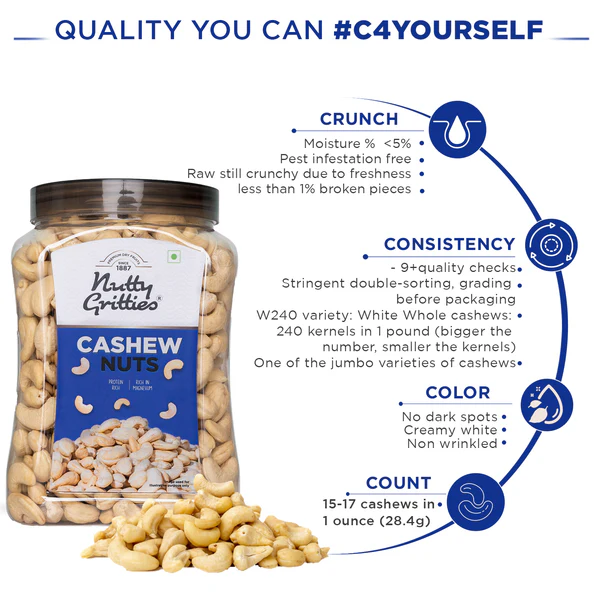 QUALITY YOU CAN #C4YOURSELF
CRUNCH
Moisture % <5% •
Pest infestation free •
Raw still crunchy due to freshness •
less than 1% broken pieces •
CONSISTENCY
- 9+quality checks•
Stringent double-sorting, grading •
before packaging
W240 variety: White Whole cashews: •
240 kernels in 1 pound (bigger the
number, smaller the kernels)
One of the jumbo varieties of cashews•
COLOR
No dark spots •
Creamy white •
Non wrinkled •
COUNT
15-17 cashews in •
1 ounce (28.4g)
PREMIUM DRY FRUITS
SINCE
1887
Nutty
Gritties®
CASHEW
NUTS
PROTEIN RICH | RICH IN MAGNESIUM